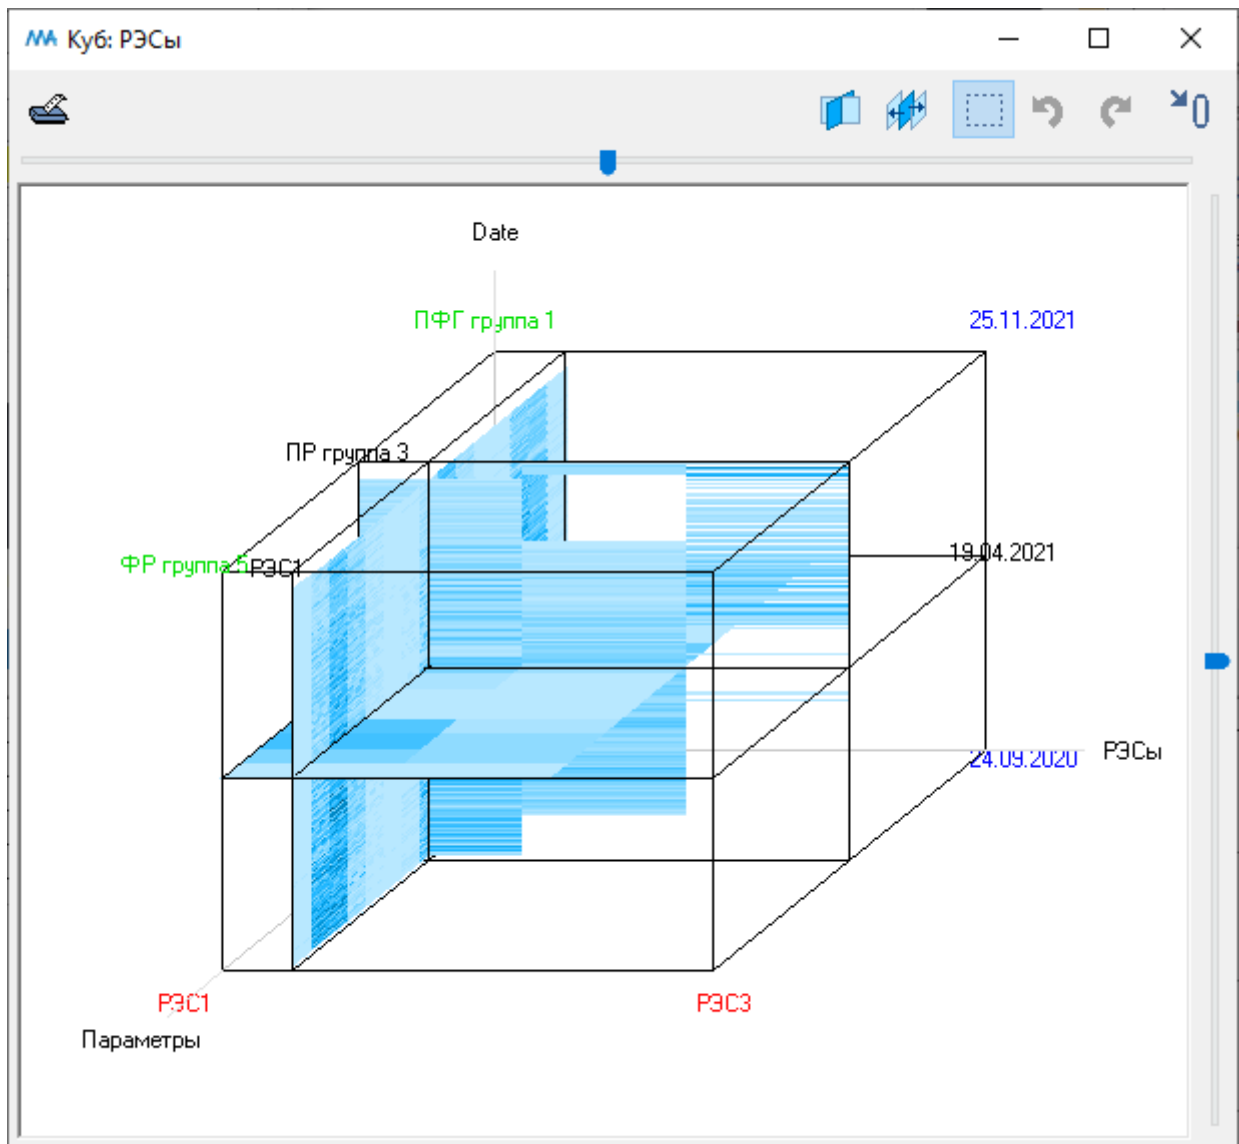 Куб: РЭСы
0
Date
ПФГ группа 1
25.11.2021
ПР группа 3
19.04.2021
ФР группа 5
РЭС1
РЭСы
24.09.2020
РЭС1
РЭС3
Параметры